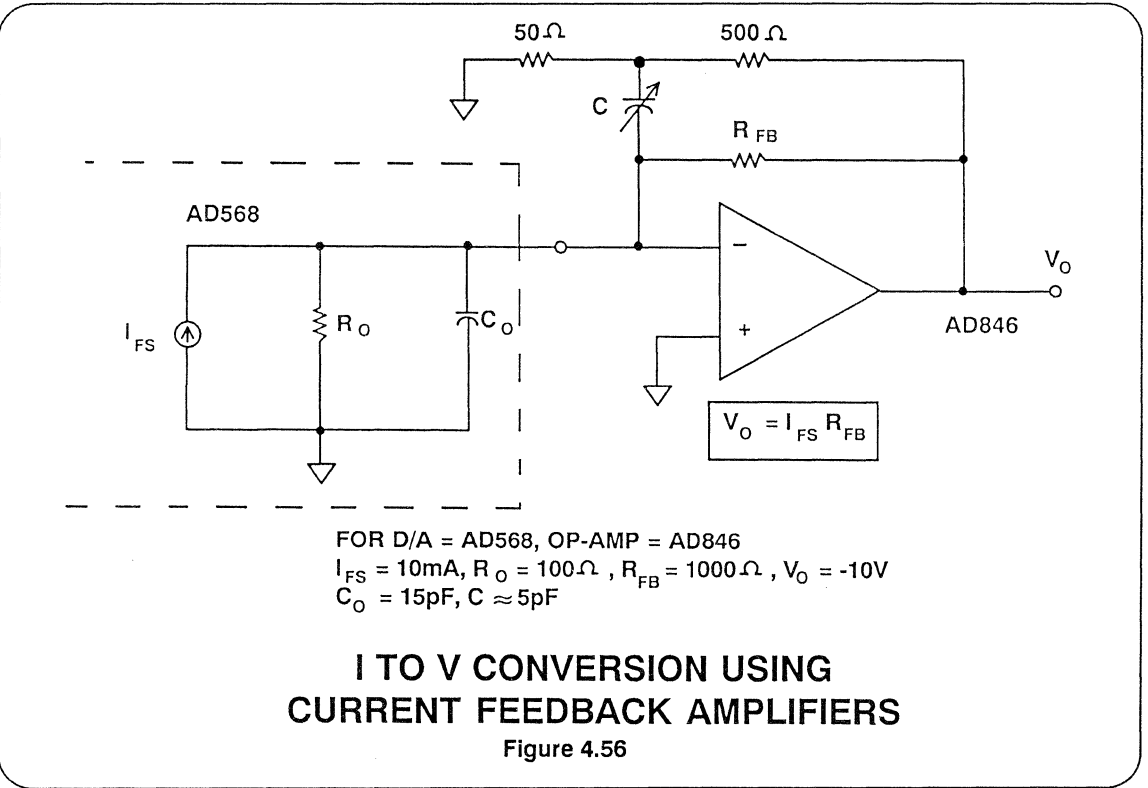 50Ω
500Ω
C
R FB
AD568
I FS
R O
C O
−
+
V O
AD846
V O = I FS R FB
FOR D/A = AD568, OP-AMP = AD846
I FS = 10mA, R O = 100Ω , R FB = 1000Ω , V O = -10V
C O = 15pF, C ≈ 5pF
I TO V CONVERSION USING
CURRENT FEEDBACK AMPLIFIERS
Figure 4.56